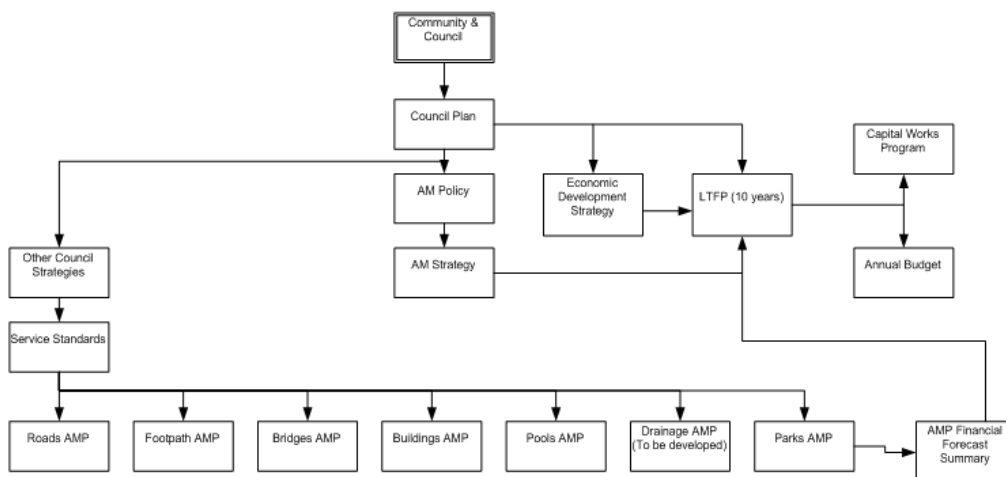 Community &
Council
Council Plan
Capital Works
Program
AM Policy
Economic
Development
Strategy
LTFP (10 years)
Other Council
Strategies
AM Strategy
Annual Budget
Service Standards
Roads AMP
Footpath AMP
Bridges AMP
Buildings AMP
Pools AMP
Drainage AMP
(To be developed)
Parks AMP
AMP Financial
Forecast
Summary